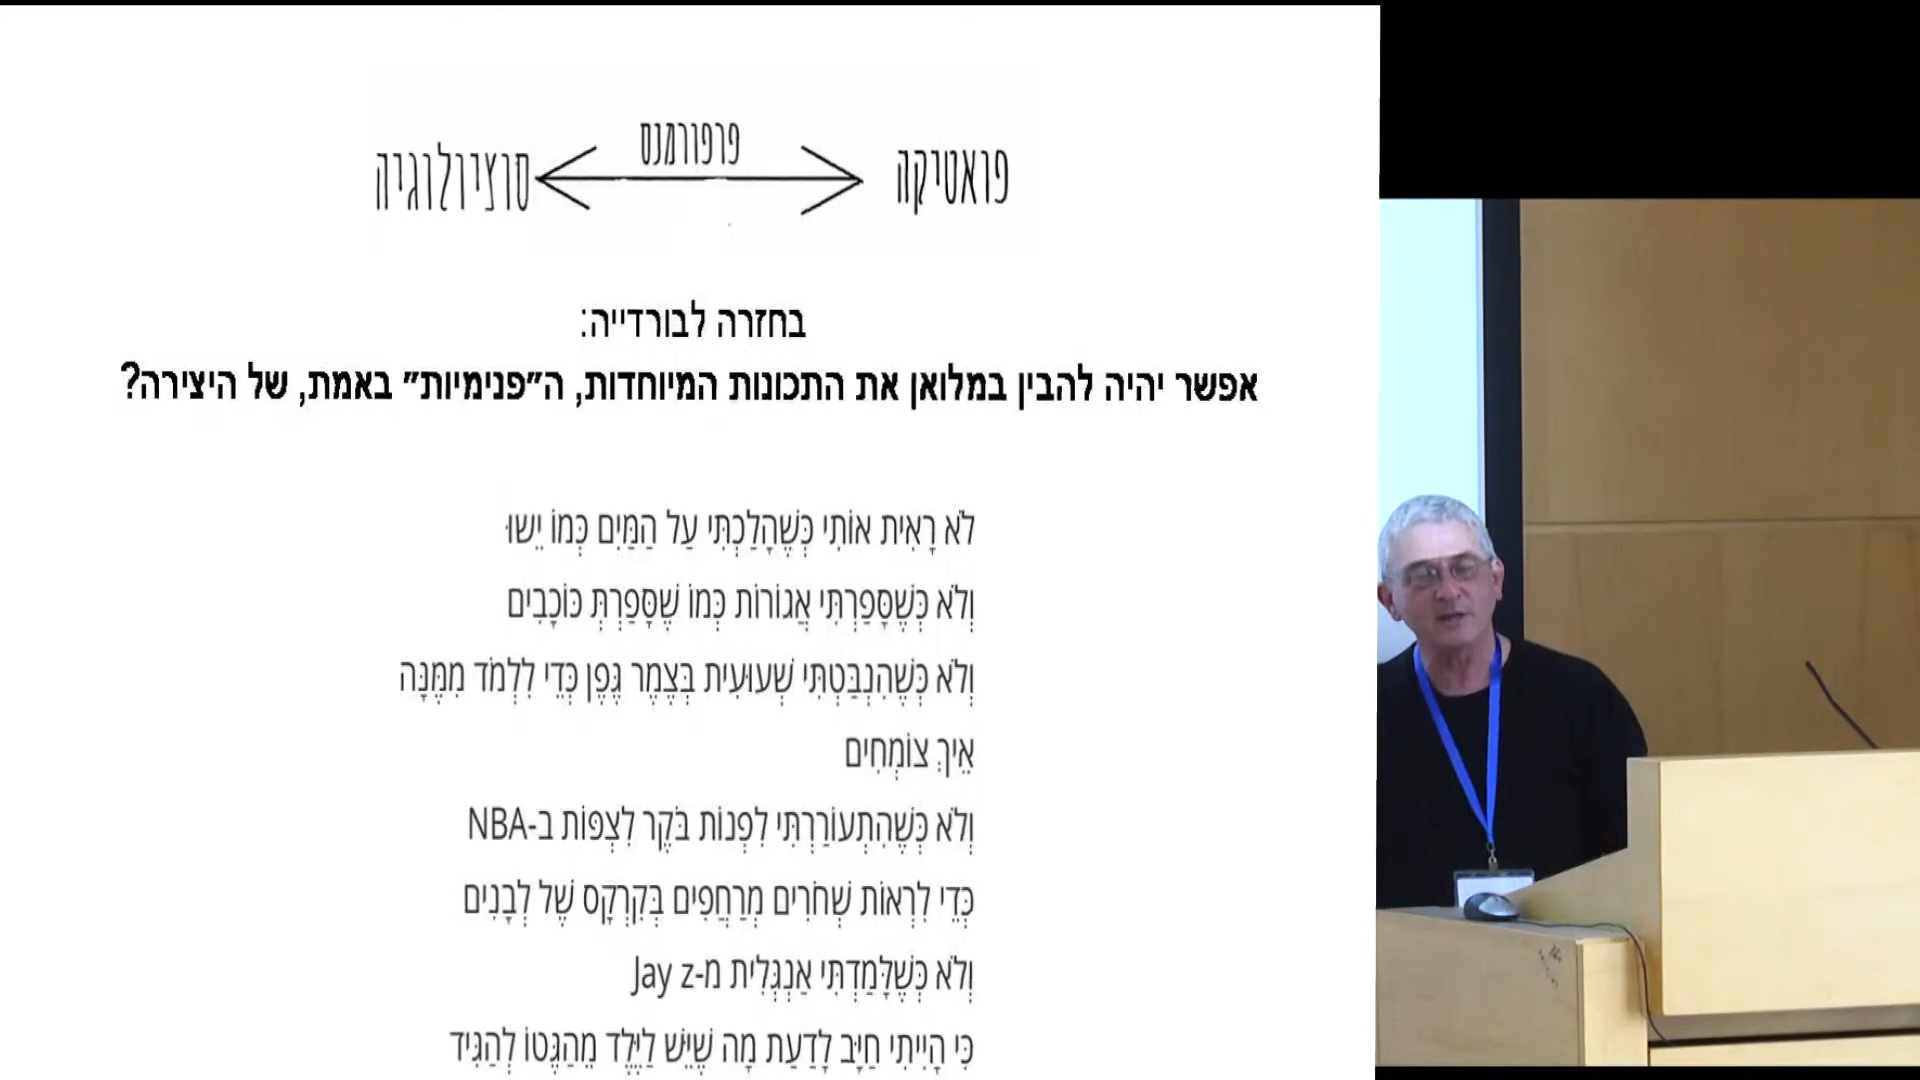 פרפורמנס
פואטיקה סוציולוגיה
בחזרה לבורדייה:
אפשר יהיה להבין במלואן את התכונות המיוחדות, ה״פנימיות״ באמת, של היצירה?
לֹא רָאִית אוֹתִי כְּשֶׁהָלַכְתִּי עַל הַמַּיִם כְּמוֹ יֵשׁוּ
וְלֹא כְּשֶׁסָּפַרְתִּי אֲגוֹרוֹת כְּמוֹ שֶׁסָּפַרְתְּ כּוֹכָבִים
וְלֹא כְּשֶׁהִנְבַּטְתִּי שְׁעוּעִית בְּצֶמֶר גֶּפֶן כְּדֵי לִלְמֹד מִמֶּנָּה
אֵיךְ צוֹמְחִים
וְלֹא כְּשֶׁהִתְעוֹרַרְתִּי לִפְנוֹת בֹּקֶר לִצְפּוֹת ב-NBA
כְּדֵי לִרְאוֹת שְׁחֹרִים מְרַחֲפִים בְּקִרְקָס שֶׁל לְבָנִים
וְלֹא כְּשֶׁלָּמַדְתִּי אַנְגְּלִית מ-Jay z
כִּי הָיִיתִי חַיָּב לָדַעַת מָה שֶׁיֵּשׁ לַיֶּלֶד מֵהַגֶּטוֹ לְהַגִּיד